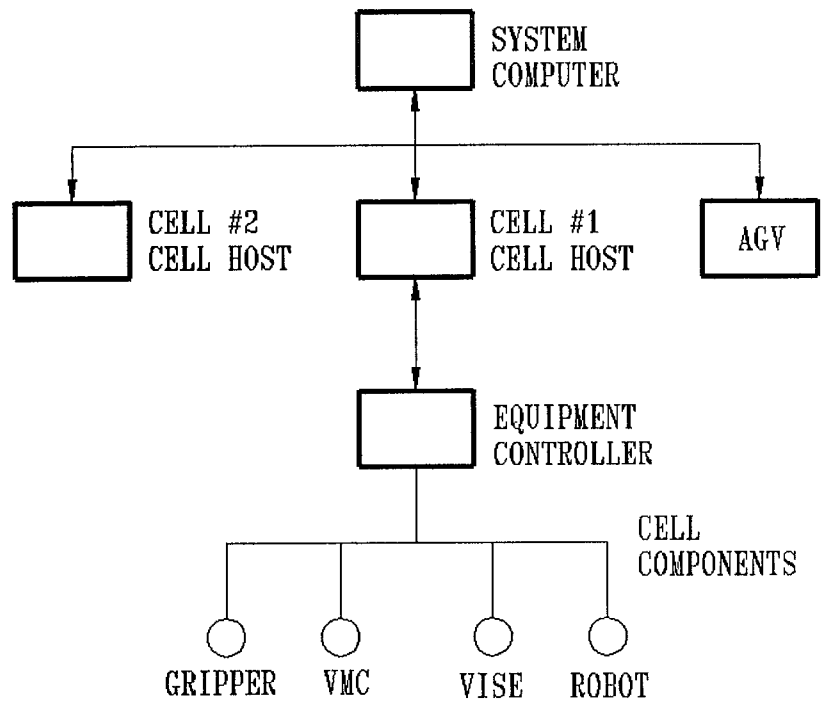 SYSTEM
COMPUTER
CELL #2
CELL HOST
CELL #1
CELL HOST
AGV
EQUIPMENT
CONTROLLER
CELL
COMPONENTS
GRIPPER
VMC
VISE
ROBOT